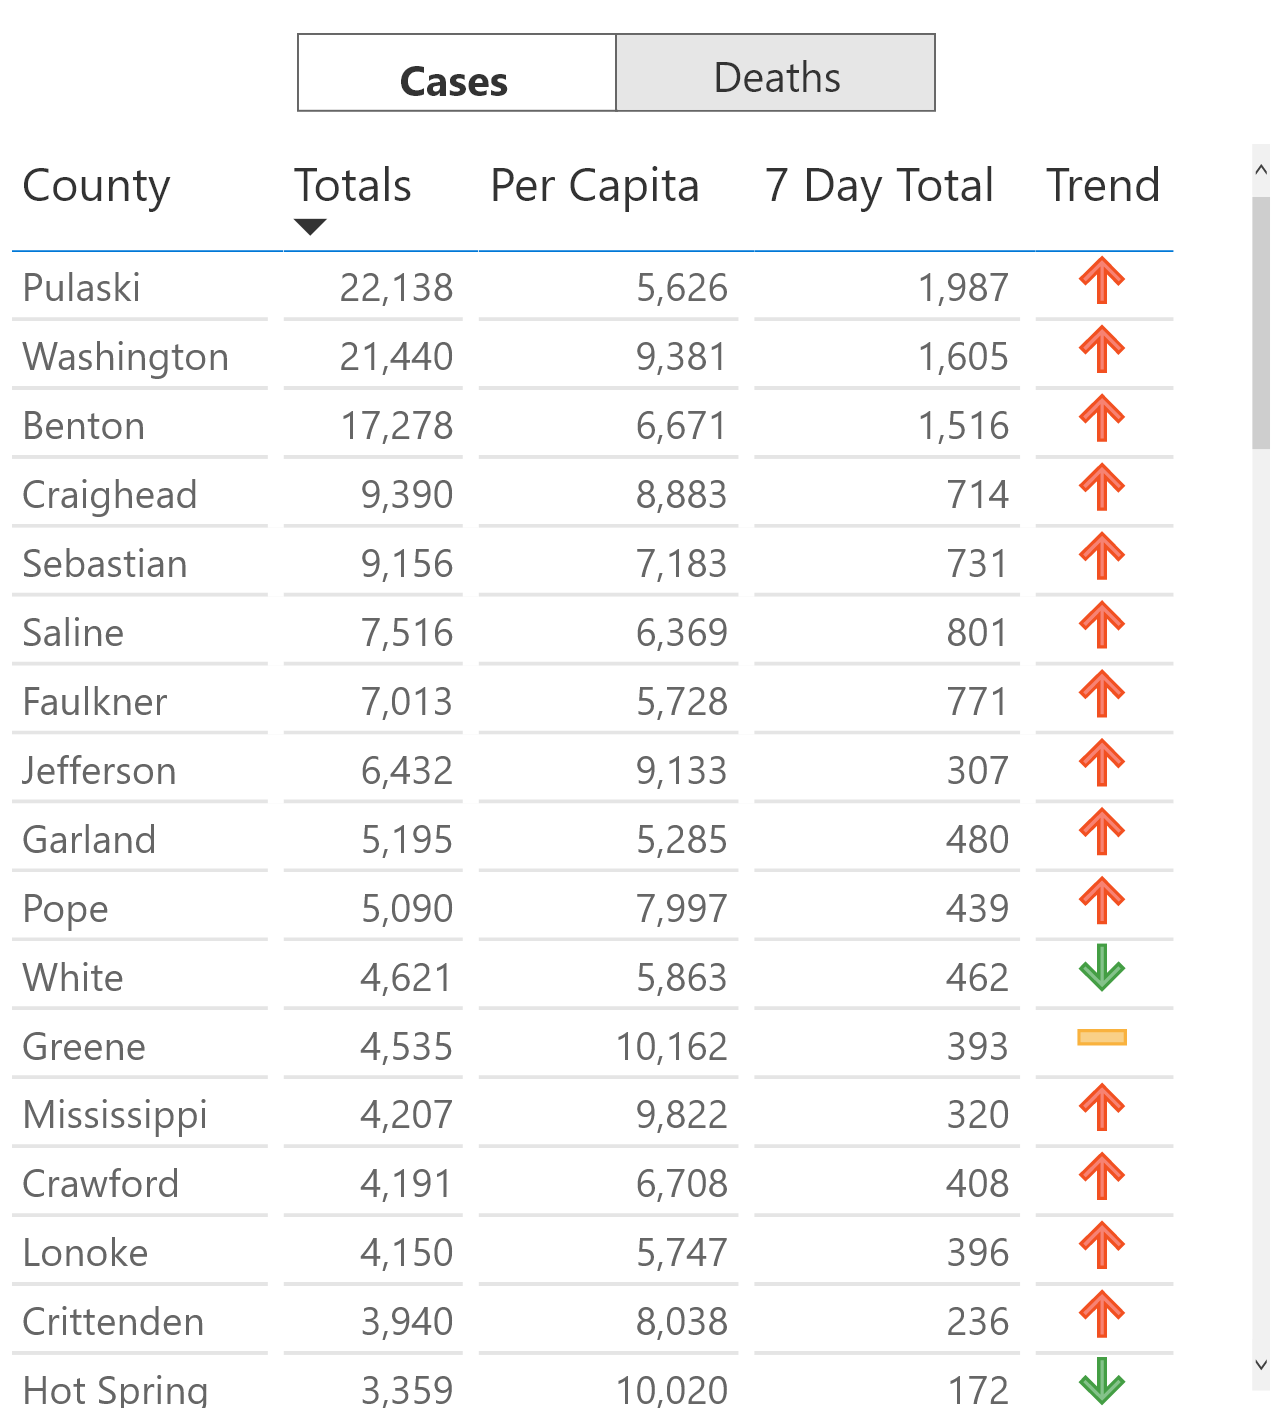 Cases Deaths
County Totals Per Capita 7 Day Total Trend
Pulaski 22,138 5,626 1,987
Washington 21,440 9,381 1,605
Benton 17,278 6,671 1,516
Craighead 9,390 8,883 714
Sebastian 9,156 7,183 731
Saline 7,516 6,369 801
Faulkner 7,013 5,728 771
Jefferson 6,432 9,133 307
Garland 5,195 5,285 480
Pope 5,090 7,997 439
White 4,621 5,863 462
Greene 4,535 10,162 393
Mississippi 4,207 9,822 320
Crawford 4,191 6,708 408
Lonoke 4,150 5,747 396
Crittenden 3,940 8,038 236
Hot Spring 3,359 10,020 172